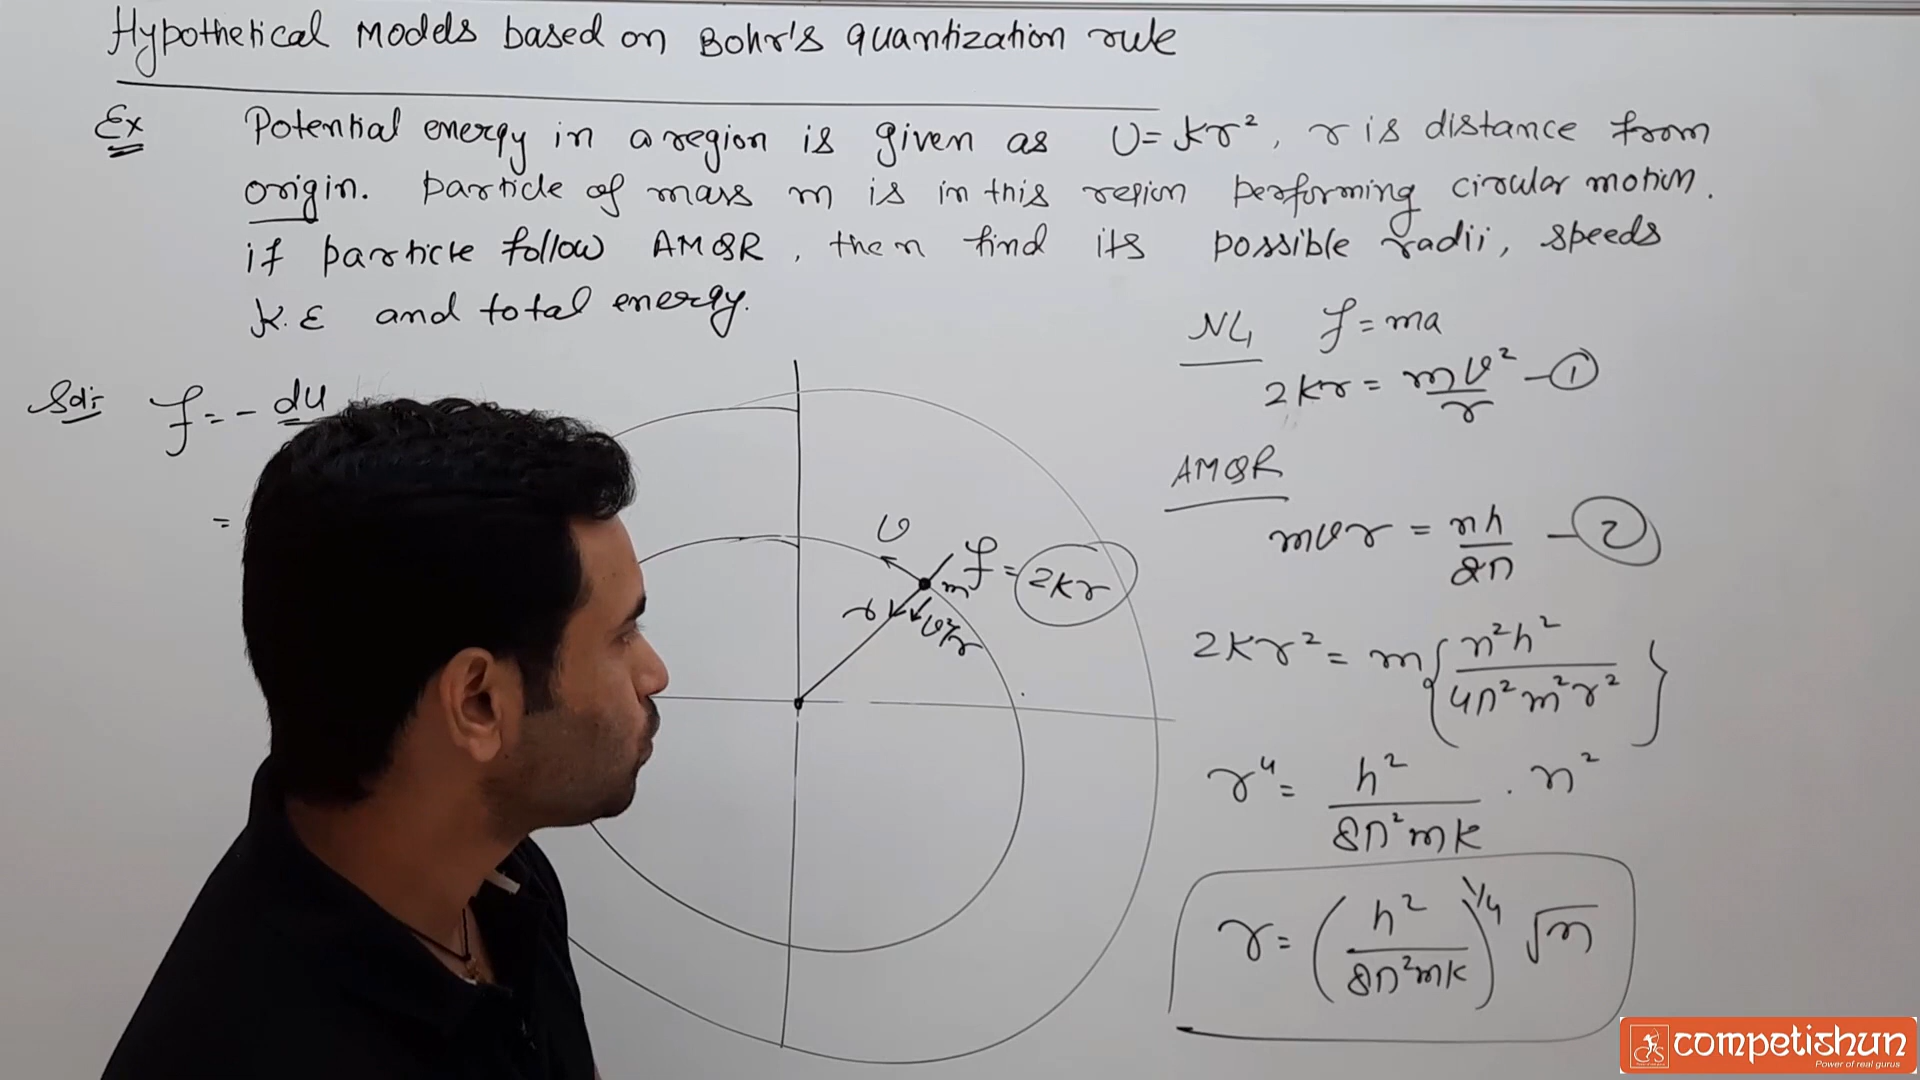 Hypothetical Models based on Bohr's quantization rule
Ex Potential energy in a region is given as U = kr², r is distance from
origin. particle of mass m is in this region performing circular motion.
if particle follow AMQR, then find its possible radii, speeds
K.E and total energy.
Sol: f = - dU
=
v
m
f = 2kr
r
v²/r
NL, f = ma
2kr = mv²/r - ①
AMQR
mvr = nh/2π - ②
2kr² = m { n²h² / 4π²m²r² }
r⁴ = h²/8π²mk . n²
r = ( h²/8π²mk )^1/4 √n
competishun
Power of real gurus